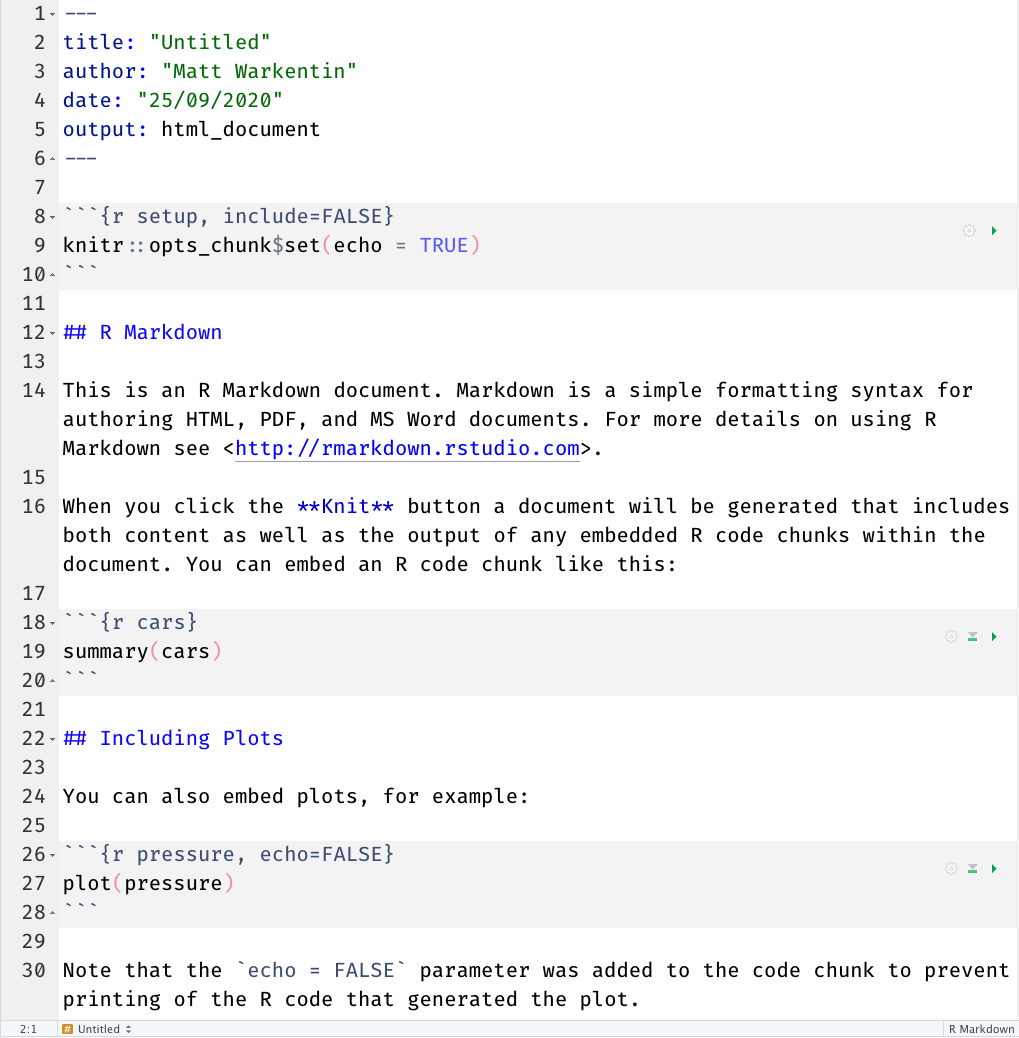 1 ---
2 title: "Untitled"
3 author: "Matt Warkentin"
4 date: "25/09/2020"
5 output: html_document
6 ---
7
8 ```{r setup, include=FALSE}
9 knitr::opts_chunk$set(echo = TRUE)
10 ```
11
12 ## R Markdown
13
14 This is an R Markdown document. Markdown is a simple formatting syntax for
authoring HTML, PDF, and MS Word documents. For more details on using R
Markdown see <http://rmarkdown.rstudio.com>.
15
16 When you click the **Knit** button a document will be generated that includes
both content as well as the output of any embedded R code chunks within the
document. You can embed an R code chunk like this:
17
18 ```{r cars}
19 summary(cars)
20 ```
21
22 ## Including Plots
23
24 You can also embed plots, for example:
25
26 ```{r pressure, echo=FALSE}
27 plot(pressure)
28 ```
29
30 Note that the `echo = FALSE` parameter was added to the code chunk to prevent
printing of the R code that generated the plot.
2:1 # Untitled R Markdown